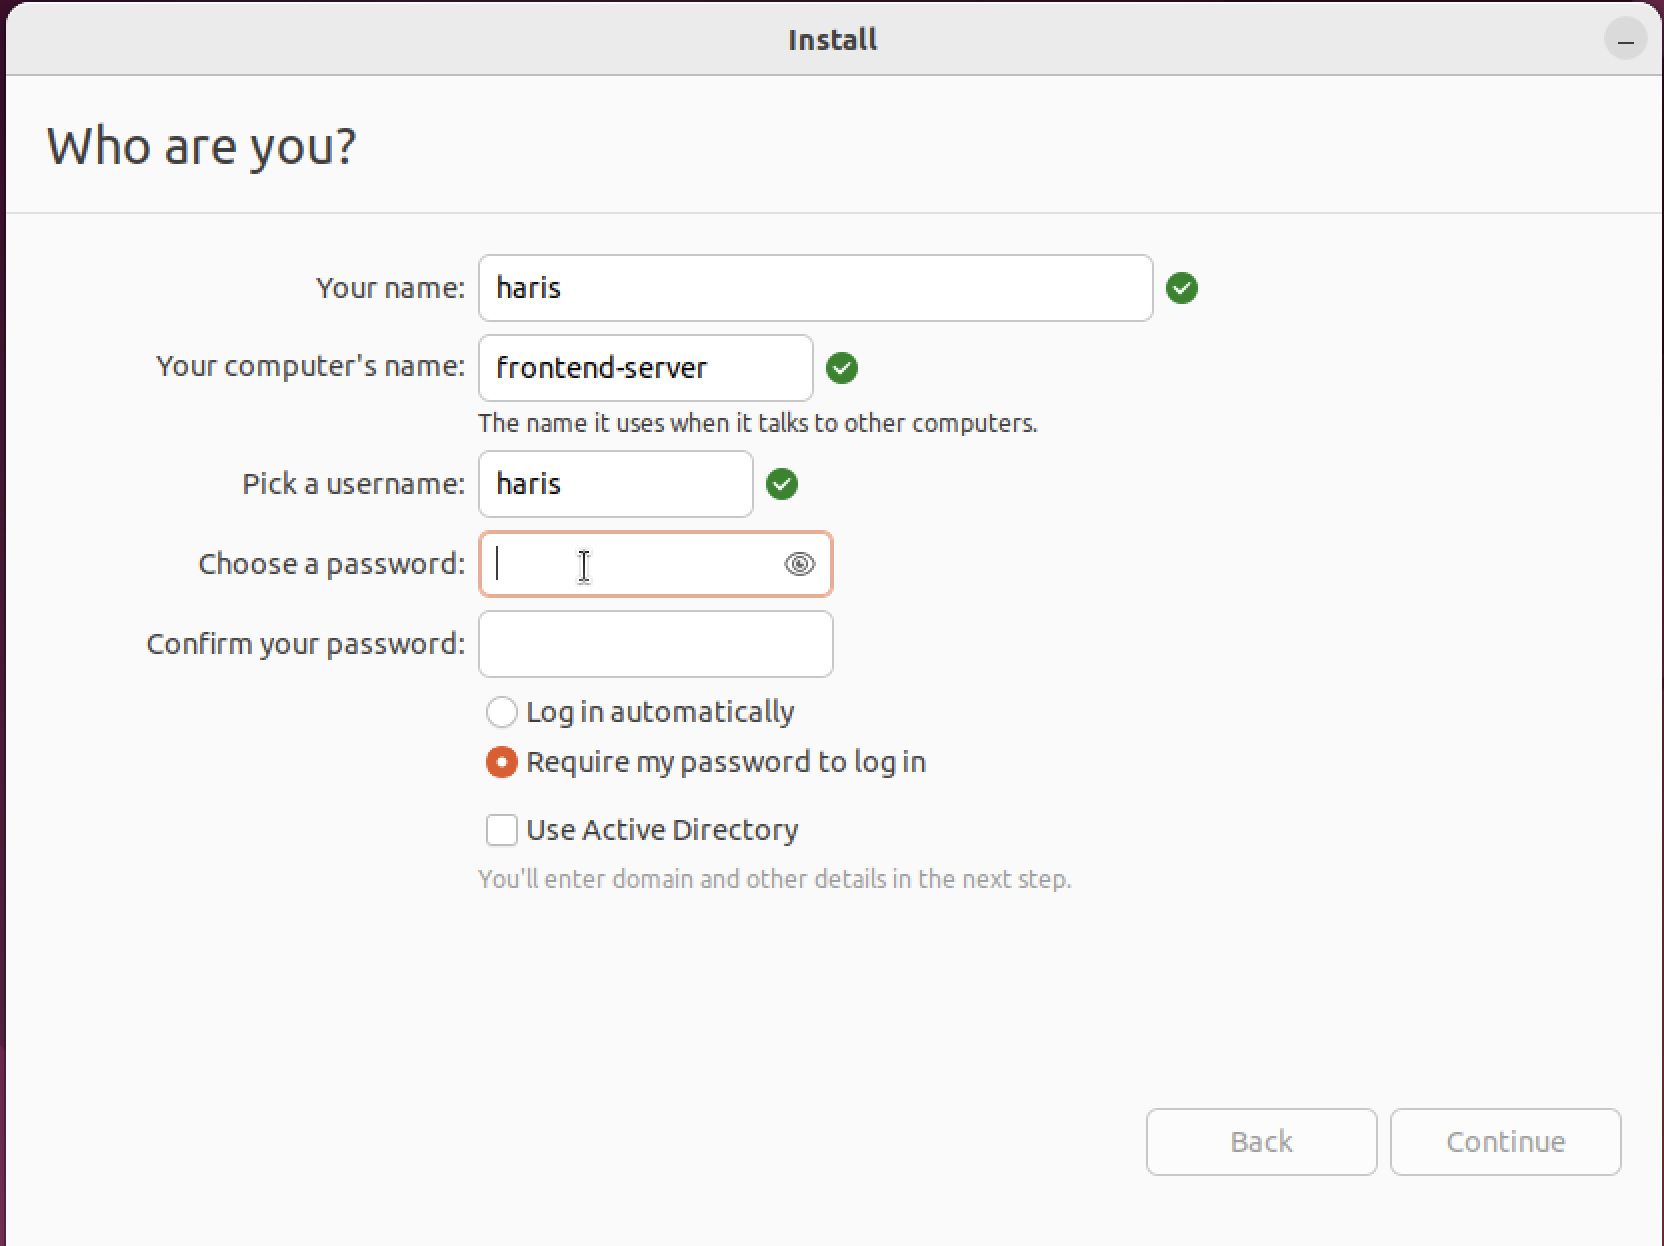 Install
Who are you?
Your name: haris
Your computer's name: frontend-server
The name it uses when it talks to other computers.
Pick a username: haris
Choose a password:
Confirm your password:
Log in automatically
Require my password to log in
Use Active Directory
You'll enter domain and other details in the next step.
Back Continue